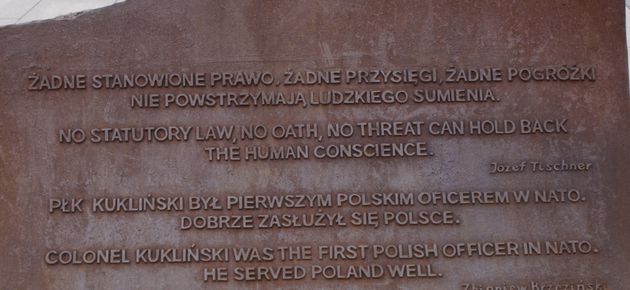 ŻADNE STANOWIONE PRAWO, ŻADNE PRZYSIĘGI, ŻADNE POGRÓŻKI
NIE POWSTRZYMAJĄ LUDZKIEGO SUMIENIA.
NO STATUTORY LAW, NO OATH, NO THREAT CAN HOLD BACK
THE HUMAN CONSCIENCE.
Józef Tischner
PŁK KUKLIŃSKI BYŁ PIERWSZYM POLSKIM OFICEREM W NATO.
DOBRZE ZASŁUŻYŁ SIĘ POLSCE.
COLONEL KUKLIŃSKI WAS THE FIRST POLISH OFFICER IN NATO.
HE SERVED POLAND WELL.
Zbigniew Brzeziński